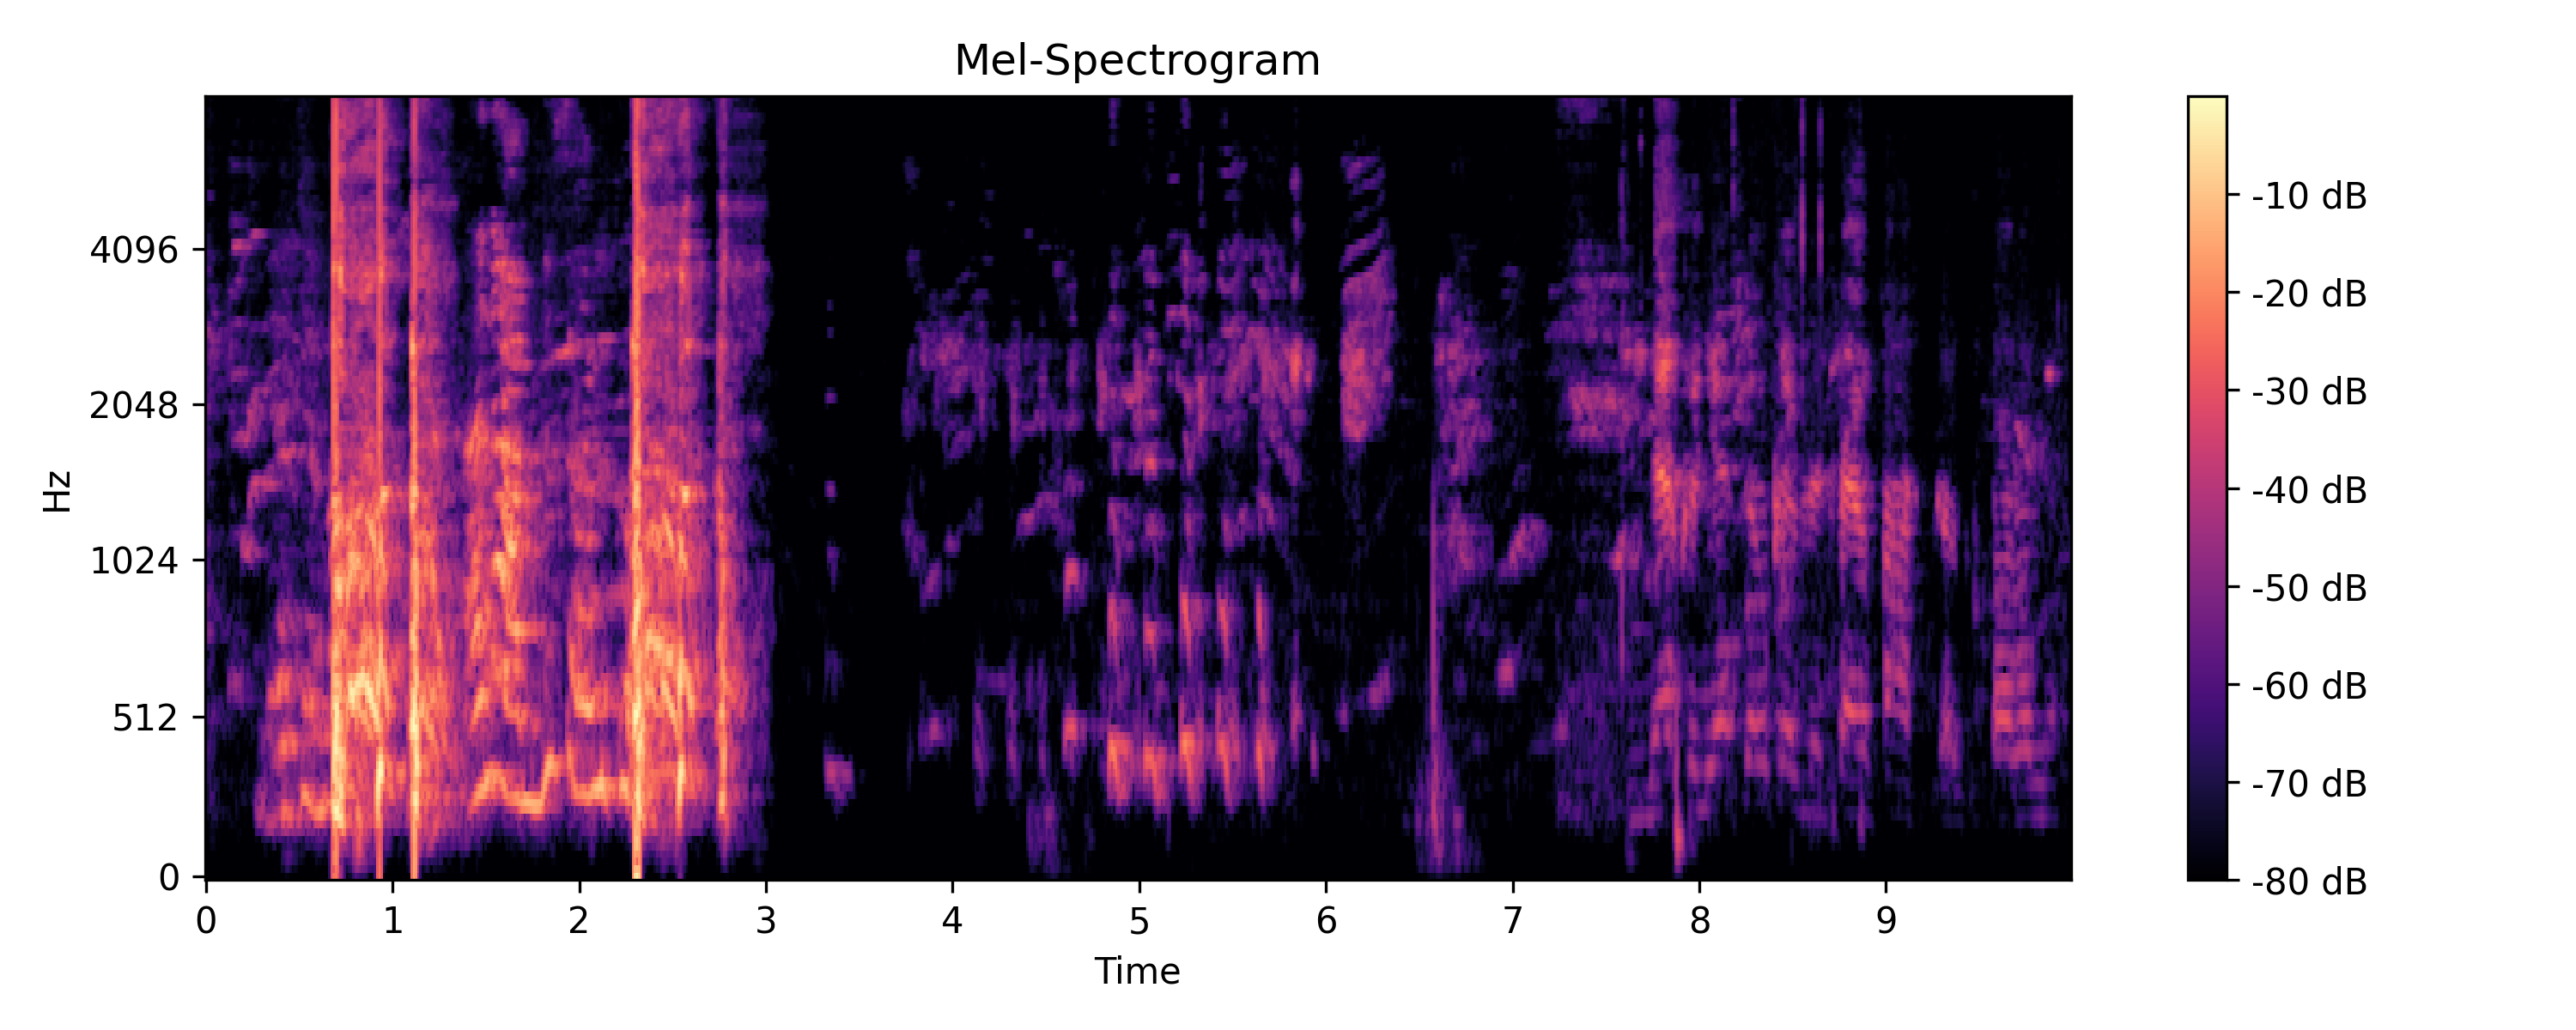 Mel-Spectrogram
Hz
4096
2048
1024
512
0
0 1 2 3 4 5 6 7 8 9
Time
-10 dB
-20 dB
-30 dB
-40 dB
-50 dB
-60 dB
-70 dB
-80 dB